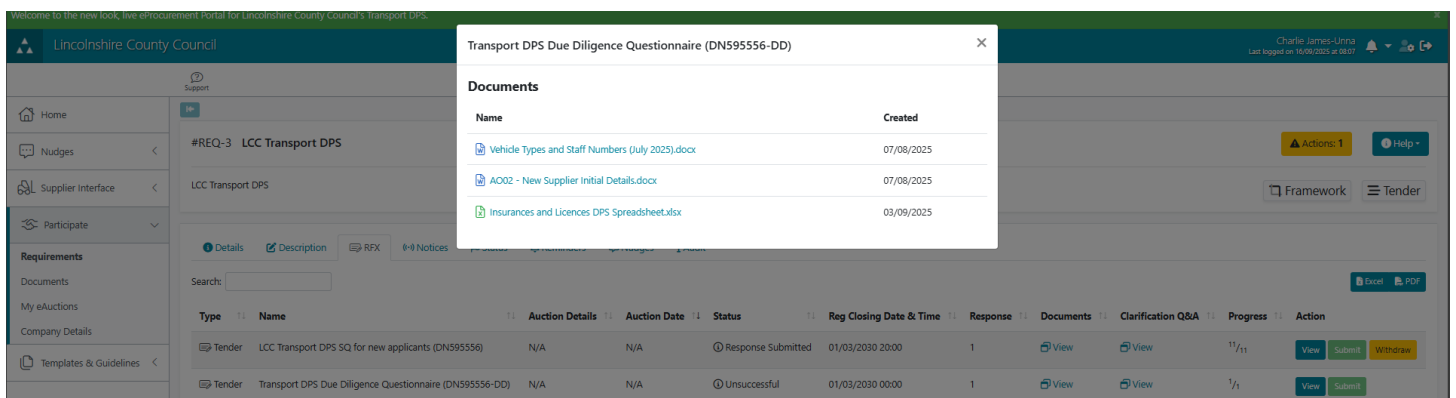 Welcome to the new look, live eProcurement Portal for Lincolnshire County Council's Transport DPS.
Lincolnshire County Council
Charlie James-Unna
Last logged on 16/09/2025 at 08:07
Support
Transport DPS Due Diligence Questionnaire (DN595556-DD)
Documents
Name Created
Vehicle Types and Staff Numbers (July 2025).docx 07/08/2025
AO02 - New Supplier Initial Details.docx 07/08/2025
Insurances and Licences DPS Spreadsheet.xlsx 03/09/2025
Home
Nudges
Supplier Interface
Participate
Requirements
Documents
My eAuctions
Company Details
Templates & Guidelines
#REQ-3 LCC Transport DPS
Actions: 1 Help
LCC Transport DPS
Framework Tender
Details Description RFX Notices
Search:
Excel PDF
Type Name Auction Details Auction Date Status Reg Closing Date & Time Response Documents Clarification Q&A Progress Action
Tender LCC Transport DPS SQ for new applicants (DN595556) N/A N/A Response Submitted 01/03/2030 20:00 1 View View 11/11 View Submit Withdraw
Tender Transport DPS Due Diligence Questionnaire (DN595556-DD) N/A N/A Unsuccessful 01/03/2030 00:00 1 View View 1/1 View Submit